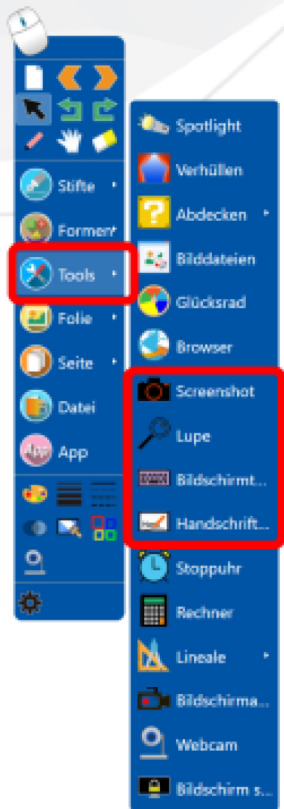 Stifte
Formen
Tools
Folie
Seite
Datei
App
App
Spotlight
Verhüllen
Abdecken
Bilddateien
Glücksrad
Browser
Screenshot
Lupe
Bildschirmt...
Handschrift...
Stoppuhr
Rechner
Lineale
Bildschirma...
Webcam
Bildschirm s...